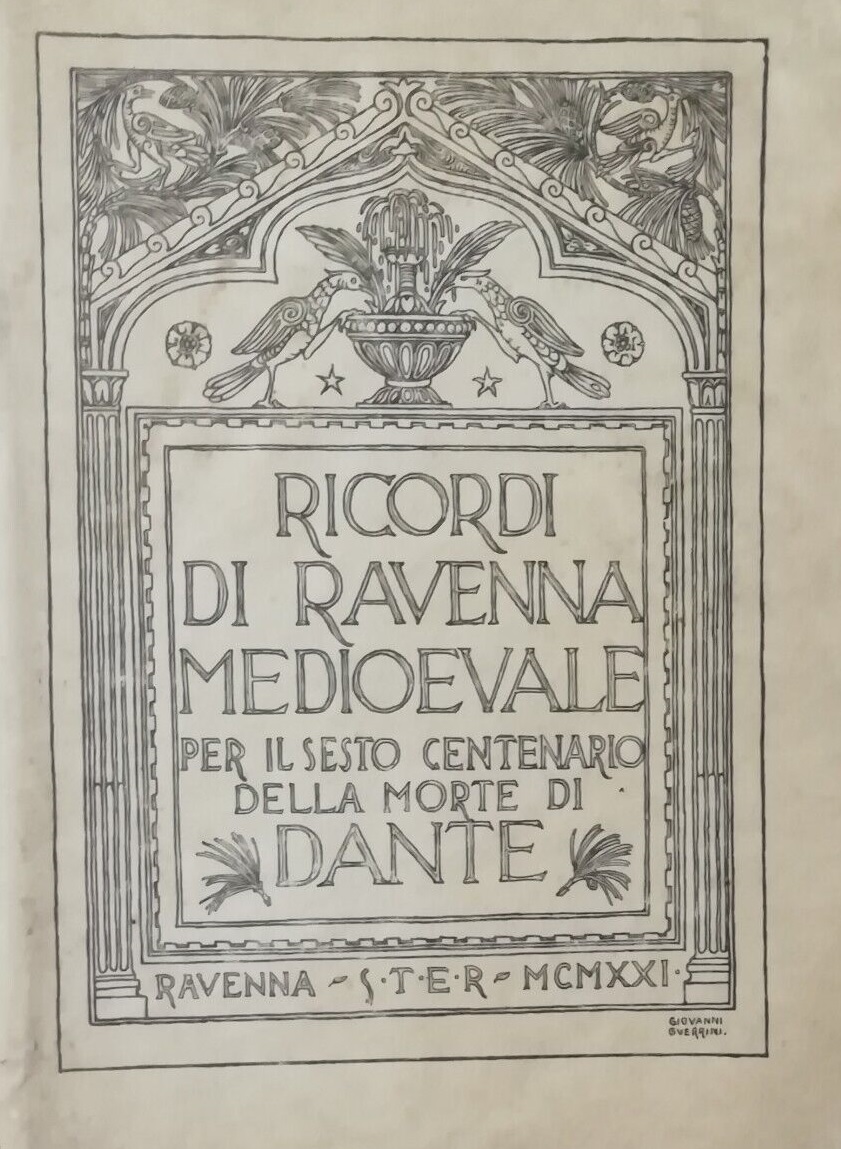 RICORDI
DI RAVENNA
MEDIOEVALE
PER IL SESTO CENTENARIO
DELLA MORTE DI
DANTE
RAVENNA - S·T·E·R - MCMXXI·
GIOVANNI
GUERRINI.